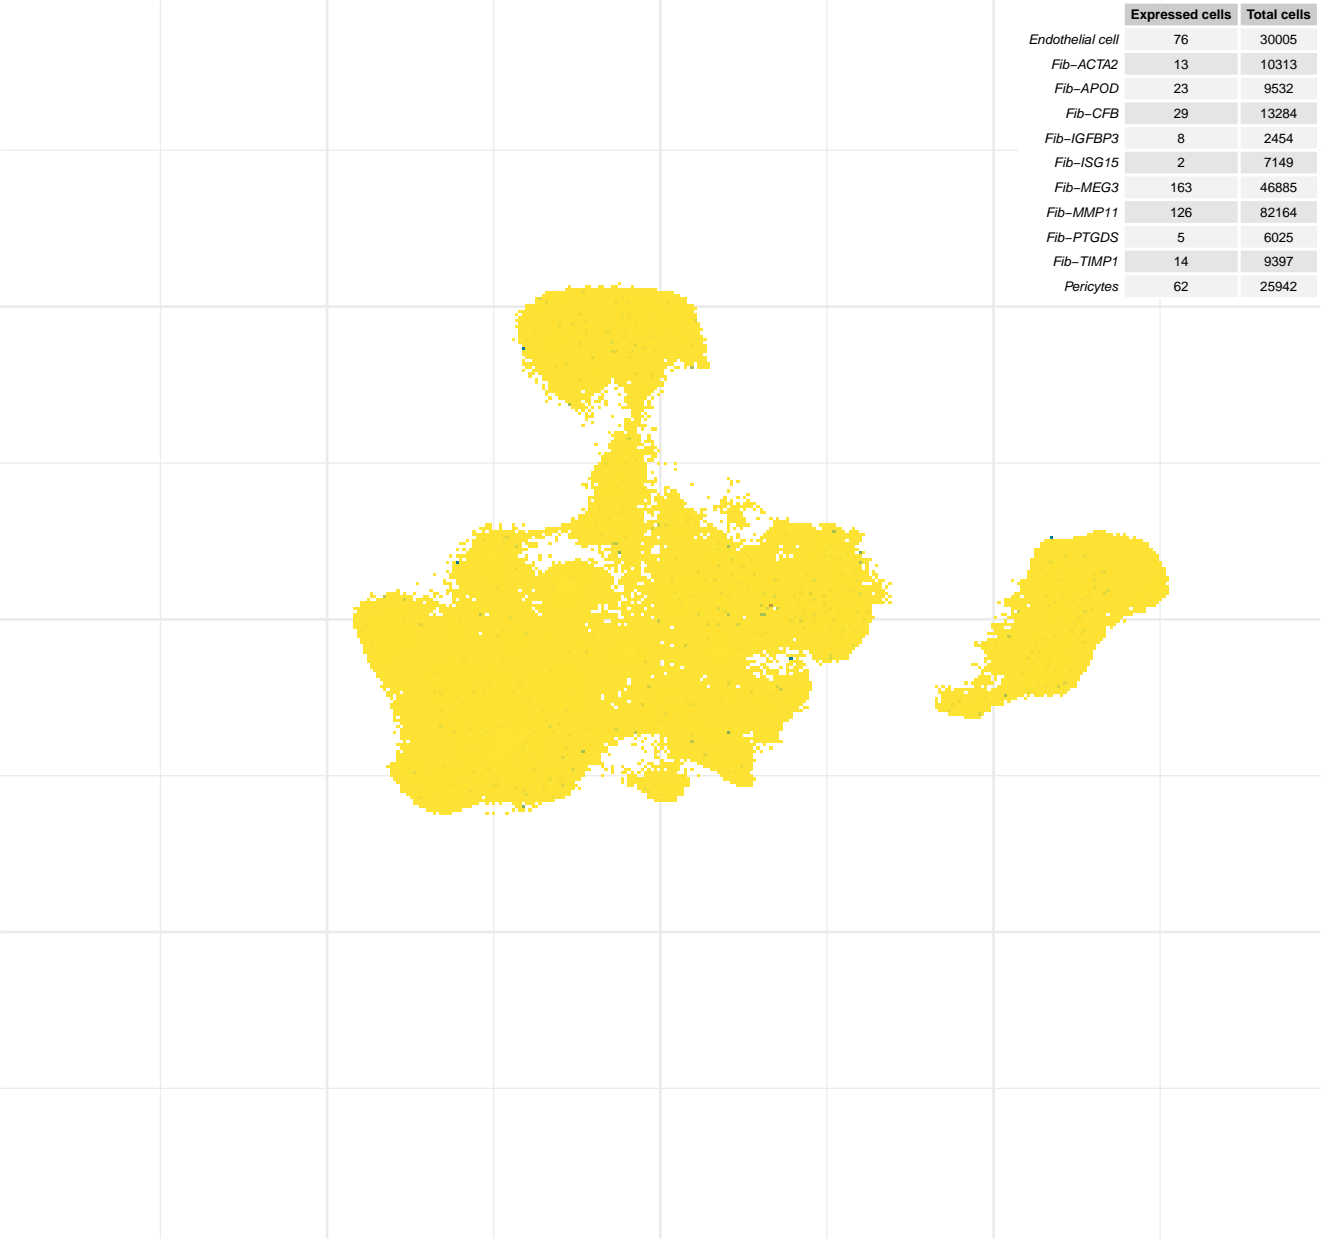 Expressed cells Total cells
Endothelial cell 76 30005
Fib−ACTA2 13 10313
Fib−APOD 23 9532
Fib−CFB 29 13284
Fib−IGFBP3 8 2454
Fib−ISG15 2 7149
Fib−MEG3 163 46885
Fib−MMP11 126 82164
Fib−PTGDS 5 6025
Fib−TIMP1 14 9397
Pericytes 62 25942